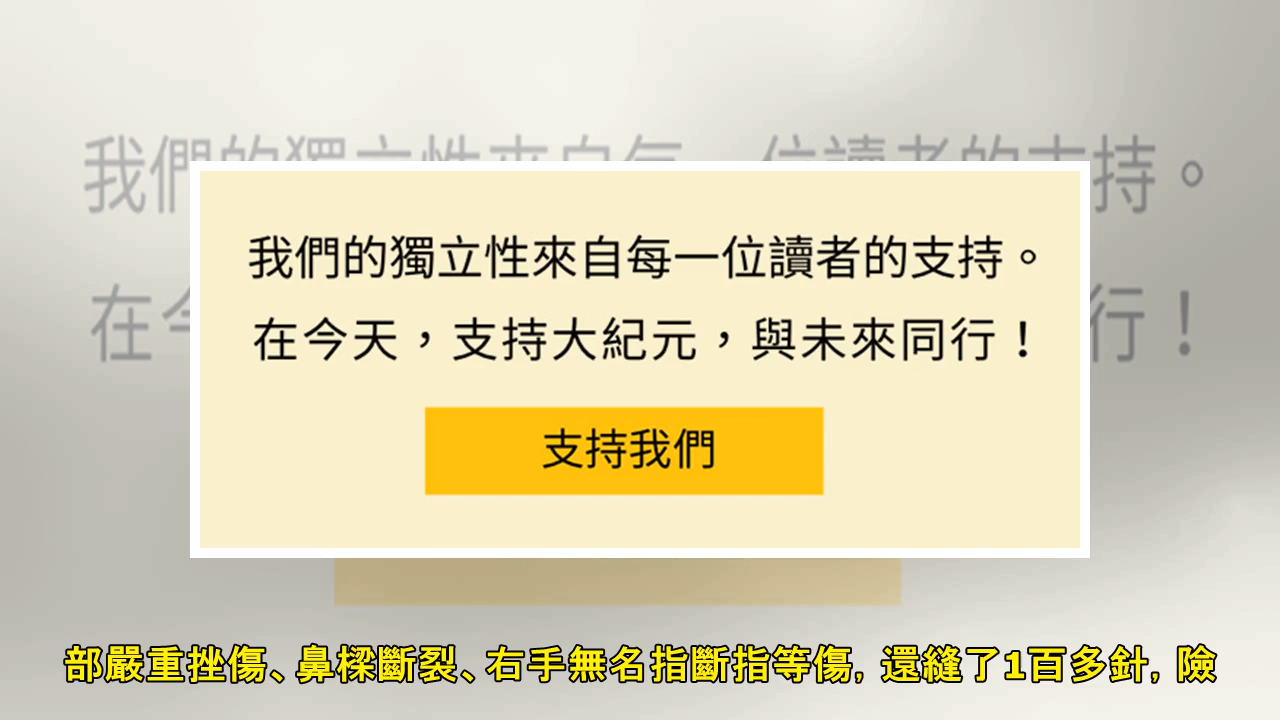 我們的獨立性來自每一位讀者的支持。
在今天，支持大紀元，與未來同行！
支持我們
部嚴重挫傷、鼻樑斷裂、右手無名指斷指等傷, 還縫了1百多針, 險